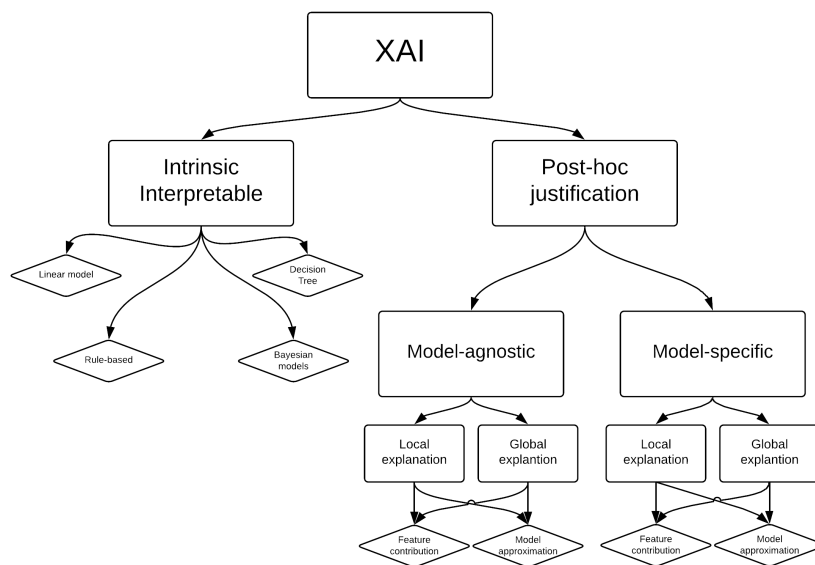 XAI
Intrinsic
Interpretable
Post-hoc
justification
Linear model
Decision
Tree
Rule-based
Bayesian
models
Model-agnostic
Model-specific
Local
explanation
Global
explantion
Local
explanation
Global
explantion
Feature
contribution
Model
approximation
Feature
contribution
Model
approximation